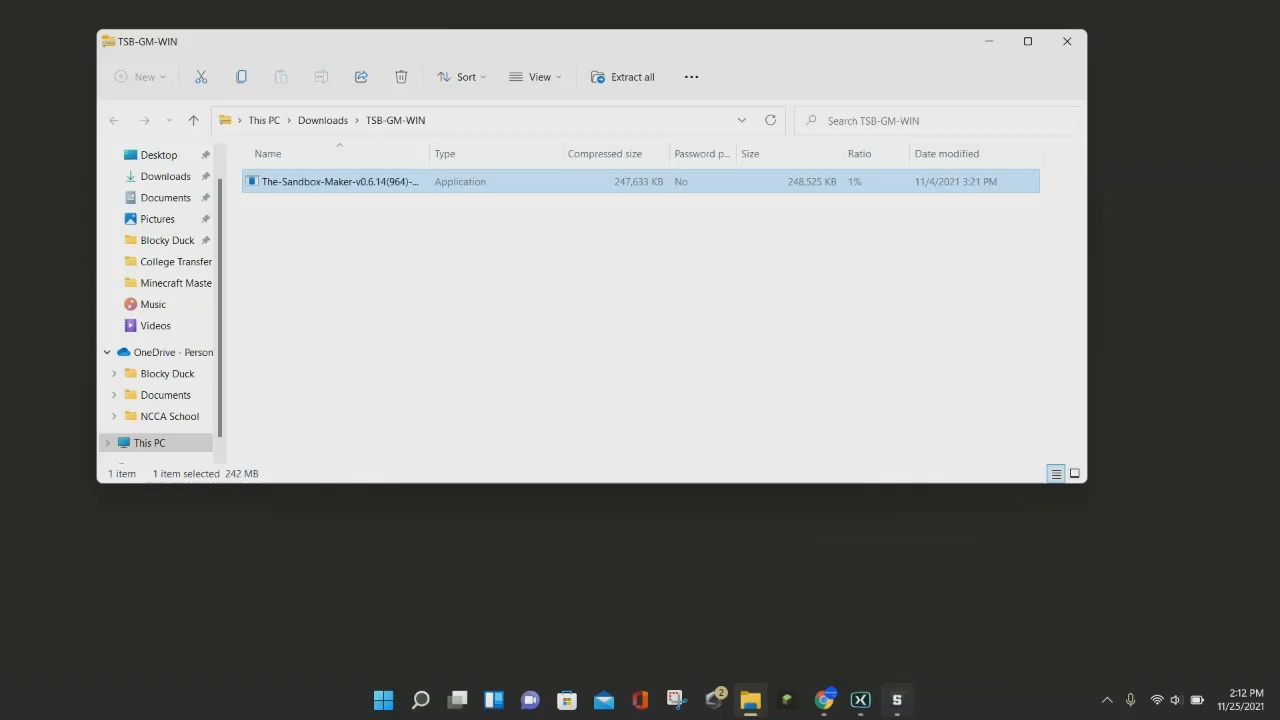 TSB-GM-WIN
New
Sort
View
Extract all
This PC > Downloads > TSB-GM-WIN
Search TSB-GM-WIN
Name Type Compressed size Password p... Size Ratio Date modified
The-Sandbox-Maker-v0.6.14(964)-... Application 247,633 KB No 248,525 KB 1% 11/4/2021 3:21 PM
Desktop
Downloads
Documents
Pictures
Blocky Duck
College Transfer
Minecraft Maste
Music
Videos
OneDrive - Person
Blocky Duck
Documents
NCCA School
This PC
1 item 1 item selected 242 MB
2
S
2:12 PM
11/25/2021